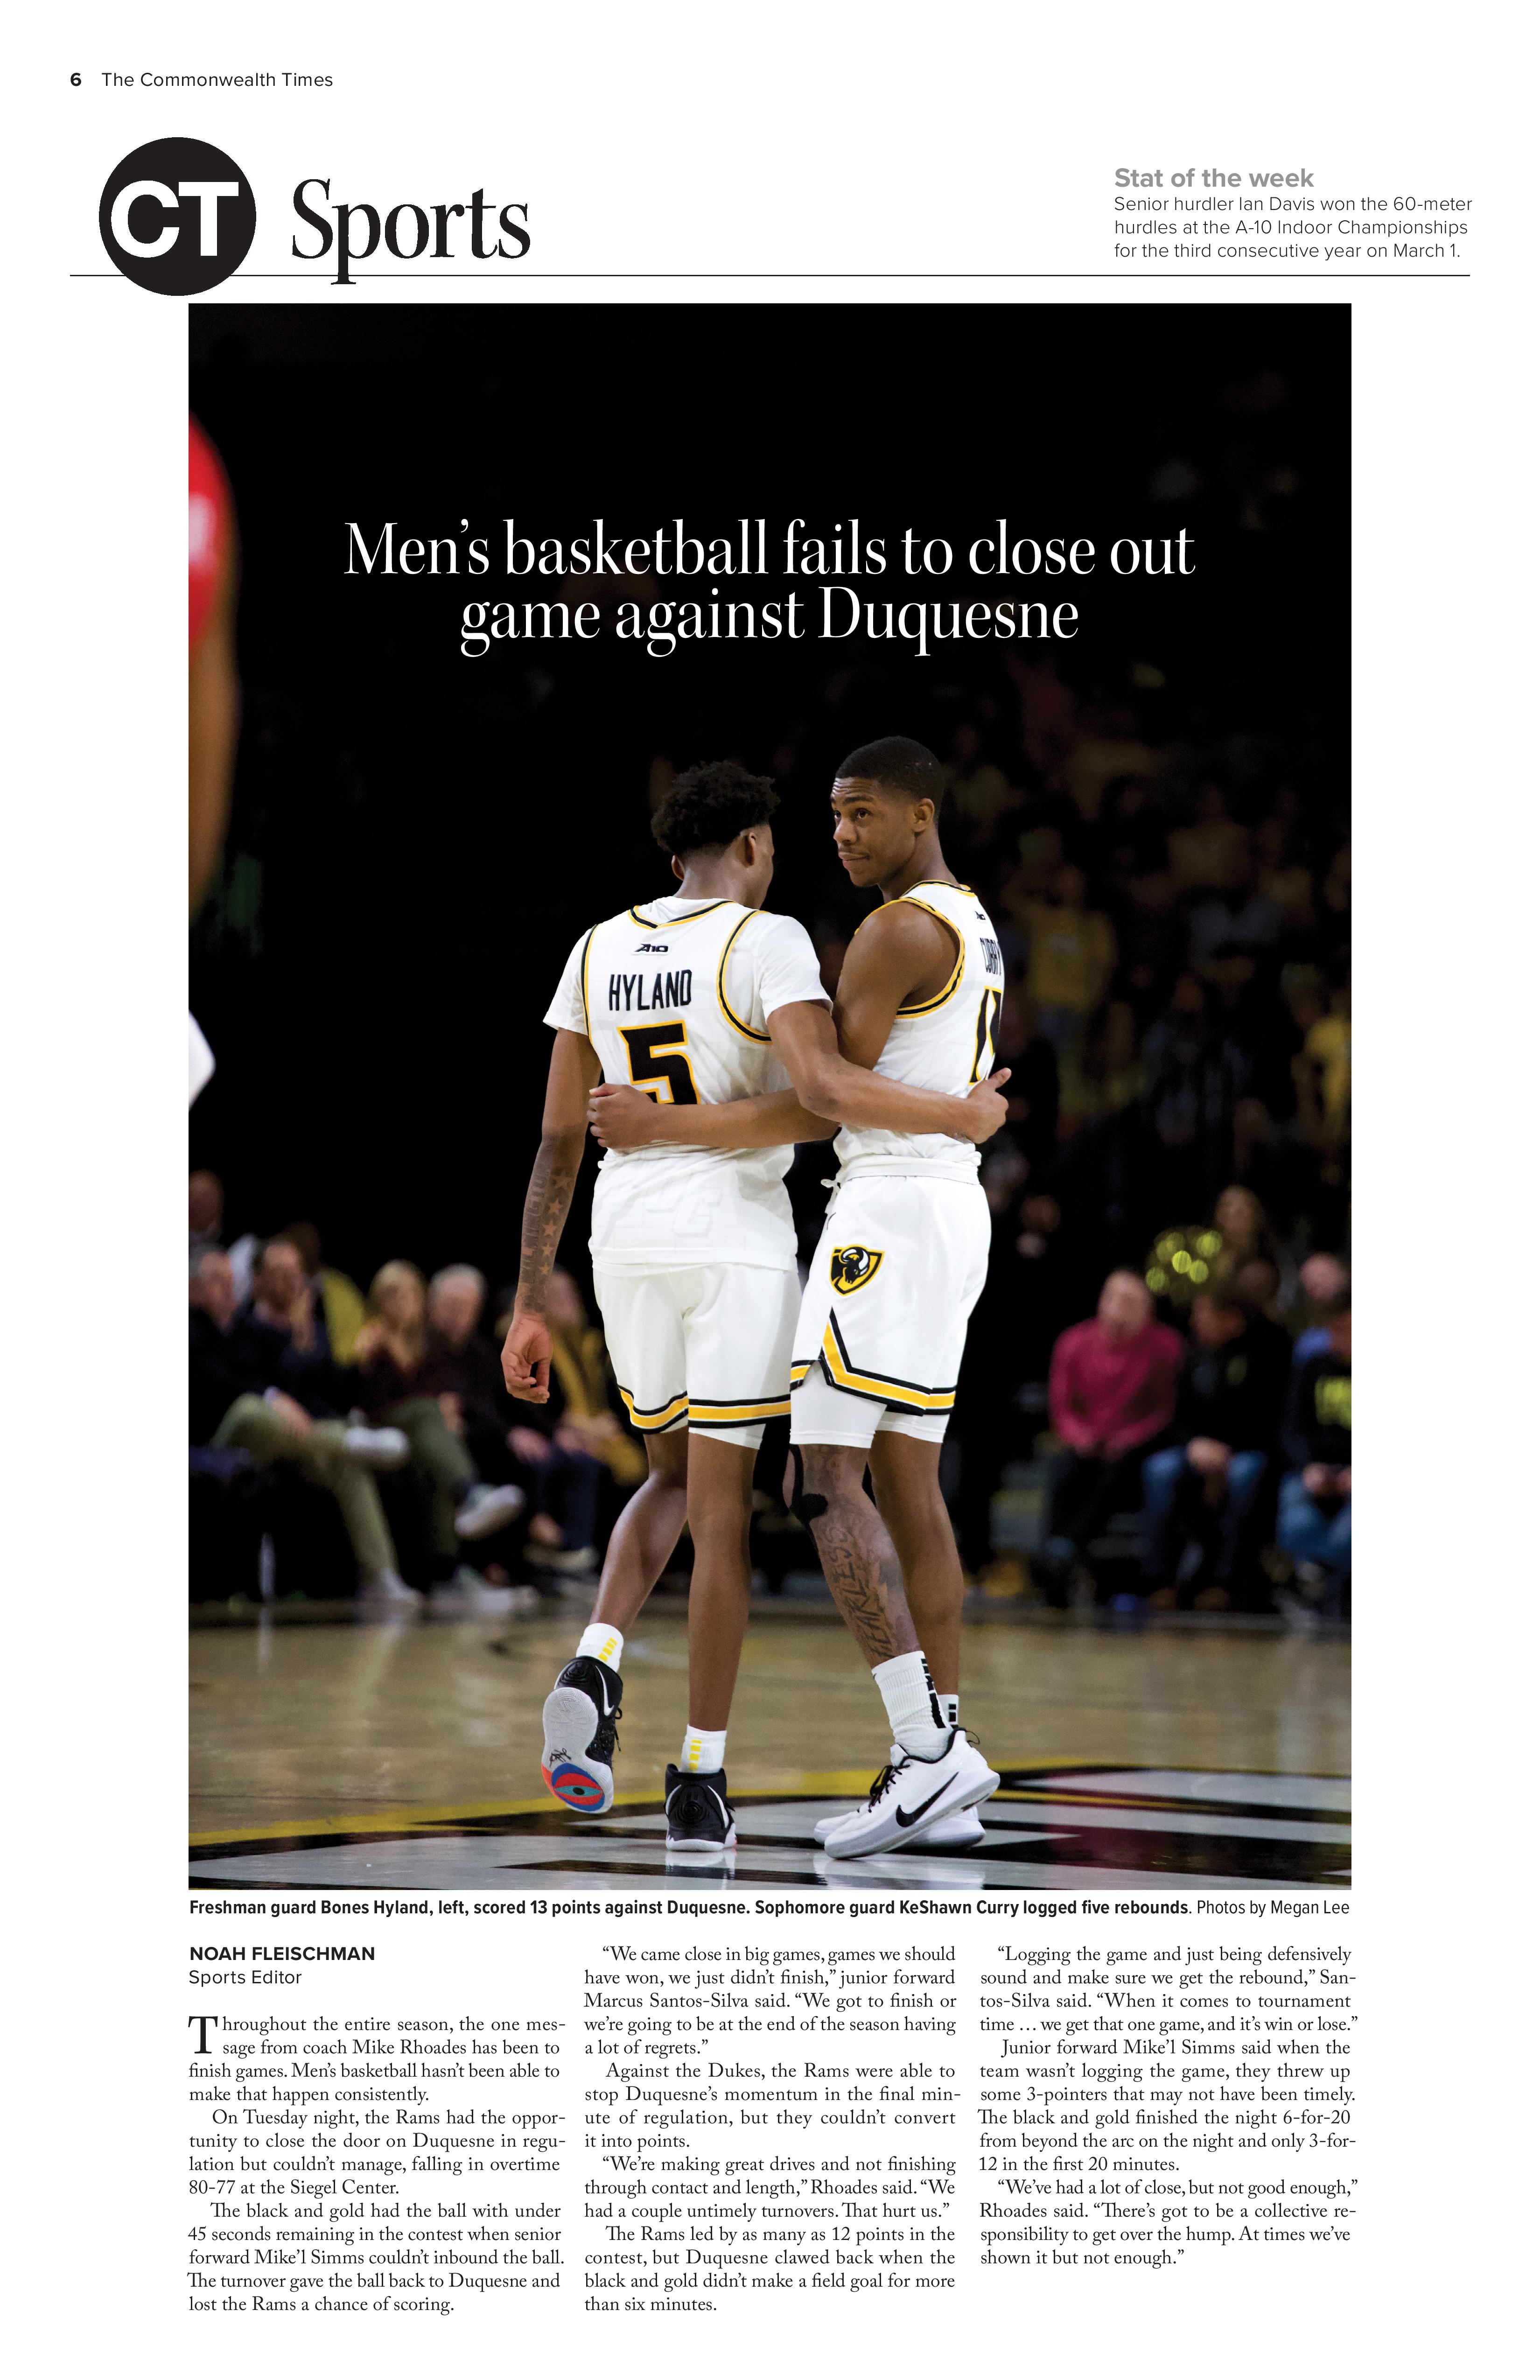 6 The Commonwealth Times
CT Sports
Stat of the week
Senior hurdler Ian Davis won the 60-meter
hurdles at the A-10 Indoor Championships
for the third consecutive year on March 1.
Men’s basketball fails to close out
game against Duquesne
A10
HYLAND
5
CURRY
FEARLESS
Freshman guard Bones Hyland, left, scored 13 points against Duquesne. Sophomore guard KeShawn Curry logged five rebounds. Photos by Megan Lee
NOAH FLEISCHMAN
Sports Editor
Throughout the entire season, the one mes-
sage from coach Mike Rhoades has been to
finish games. Men’s basketball hasn’t been able to
make that happen consistently.
On Tuesday night, the Rams had the oppor-
tunity to close the door on Duquesne in regu-
lation but couldn’t manage, falling in overtime
80-77 at the Siegel Center.
The black and gold had the ball with under
45 seconds remaining in the contest when senior
forward Mike’l Simms couldn’t inbound the ball.
The turnover gave the ball back to Duquesne and
lost the Rams a chance of scoring.
“We came close in big games, games we should
have won, we just didn’t finish,” junior forward
Marcus Santos-Silva said. “We got to finish or
we’re going to be at the end of the season having
a lot of regrets.”
Against the Dukes, the Rams were able to
stop Duquesne’s momentum in the final min-
ute of regulation, but they couldn’t convert
it into points.
“We’re making great drives and not finishing
through contact and length,” Rhoades said. “We
had a couple untimely turnovers. That hurt us.”
The Rams led by as many as 12 points in the
contest, but Duquesne clawed back when the
black and gold didn’t make a field goal for more
than six minutes.
“Logging the game and just being defensively
sound and make sure we get the rebound,” San-
tos-Silva said. “When it comes to tournament
time … we get that one game, and it’s win or lose.”
Junior forward Mike’l Simms said when the
team wasn’t logging the game, they threw up
some 3-pointers that may not have been timely.
The black and gold finished the night 6-for-20
from beyond the arc on the night and only 3-for-
12 in the first 20 minutes.
“We’ve had a lot of close, but not good enough,”
Rhoades said. “There’s got to be a collective re-
sponsibility to get over the hump. At times we’ve
shown it but not enough.”